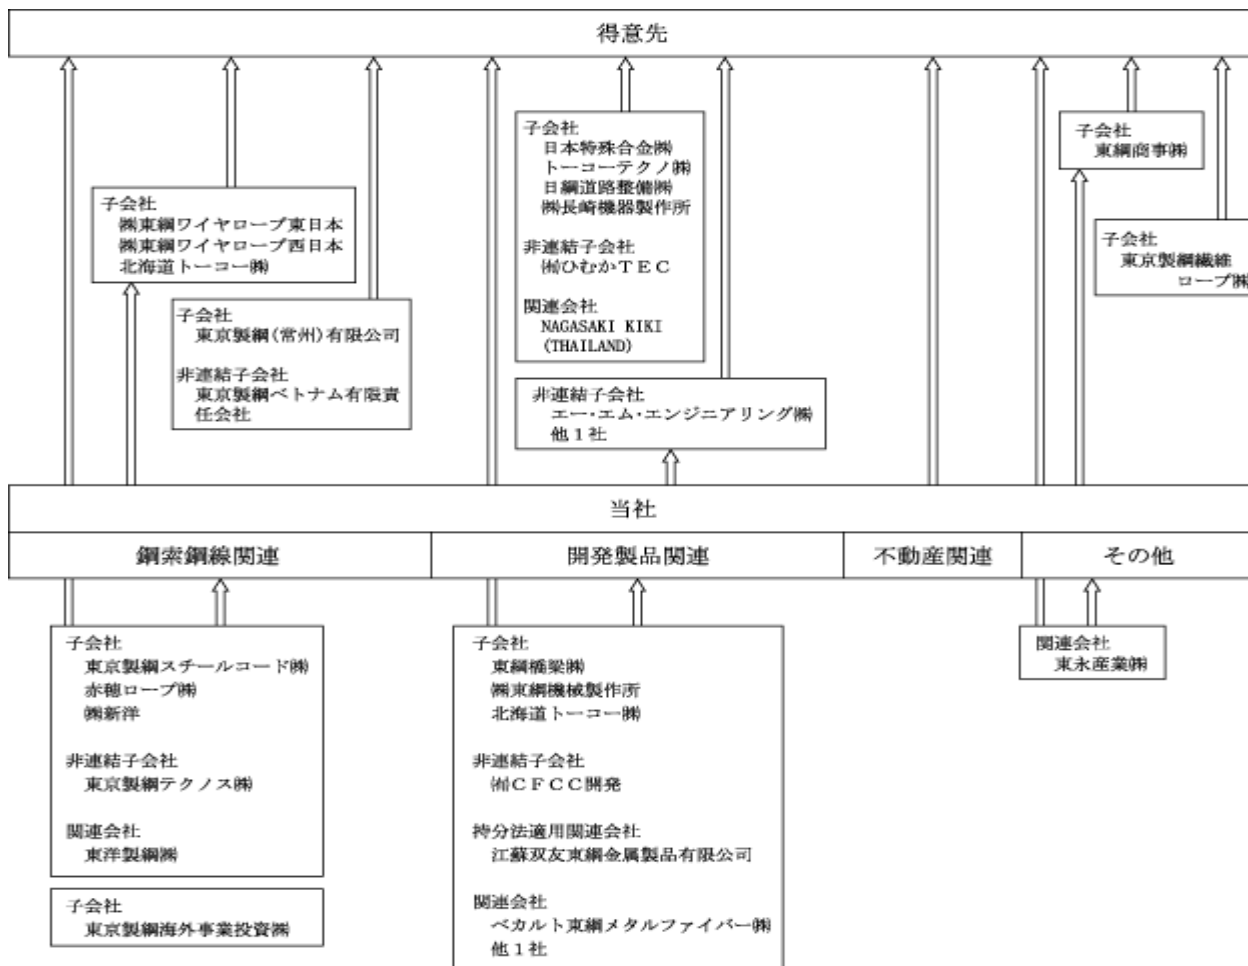 得意先
子会社
㈱東綱ワイヤロープ東日本
㈱東綱ワイヤロープ西日本
北海道トーコー㈱
子会社
東京製綱(常州)有限公司
非連結子会社
東京製綱ベトナム有限責
任会社
子会社
日本特殊合金㈱
トーコーテクノ㈱
日綱道路整備㈱
㈱長崎機器製作所
非連結子会社
㈲ひむかＴＥＣ
関連会社
NAGASAKI KIKI
(THAILAND)
非連結子会社
エー・エム・エンジニアリング㈱
他１社
子会社
東綱商事㈱
子会社
東京製綱繊維
ロープ㈱
当社
鋼索鋼線関連
開発製品関連
不動産関連
その他
子会社
東京製綱スチールコード㈱
赤穂ロープ㈱
㈱新洋
非連結子会社
東京製綱テクノス㈱
関連会社
東洋製綱㈱
子会社
東京製綱海外事業投資㈱
子会社
東綱橋梁㈱
㈱東綱機械製作所
北海道トーコー㈱
非連結子会社
㈲ＣＦＣＣ開発
持分法適用関連会社
江蘇双友東綱金属製品有限公司
関連会社
ベカルト東綱メタルファイバー㈱
他１社
関連会社
東永産業㈱